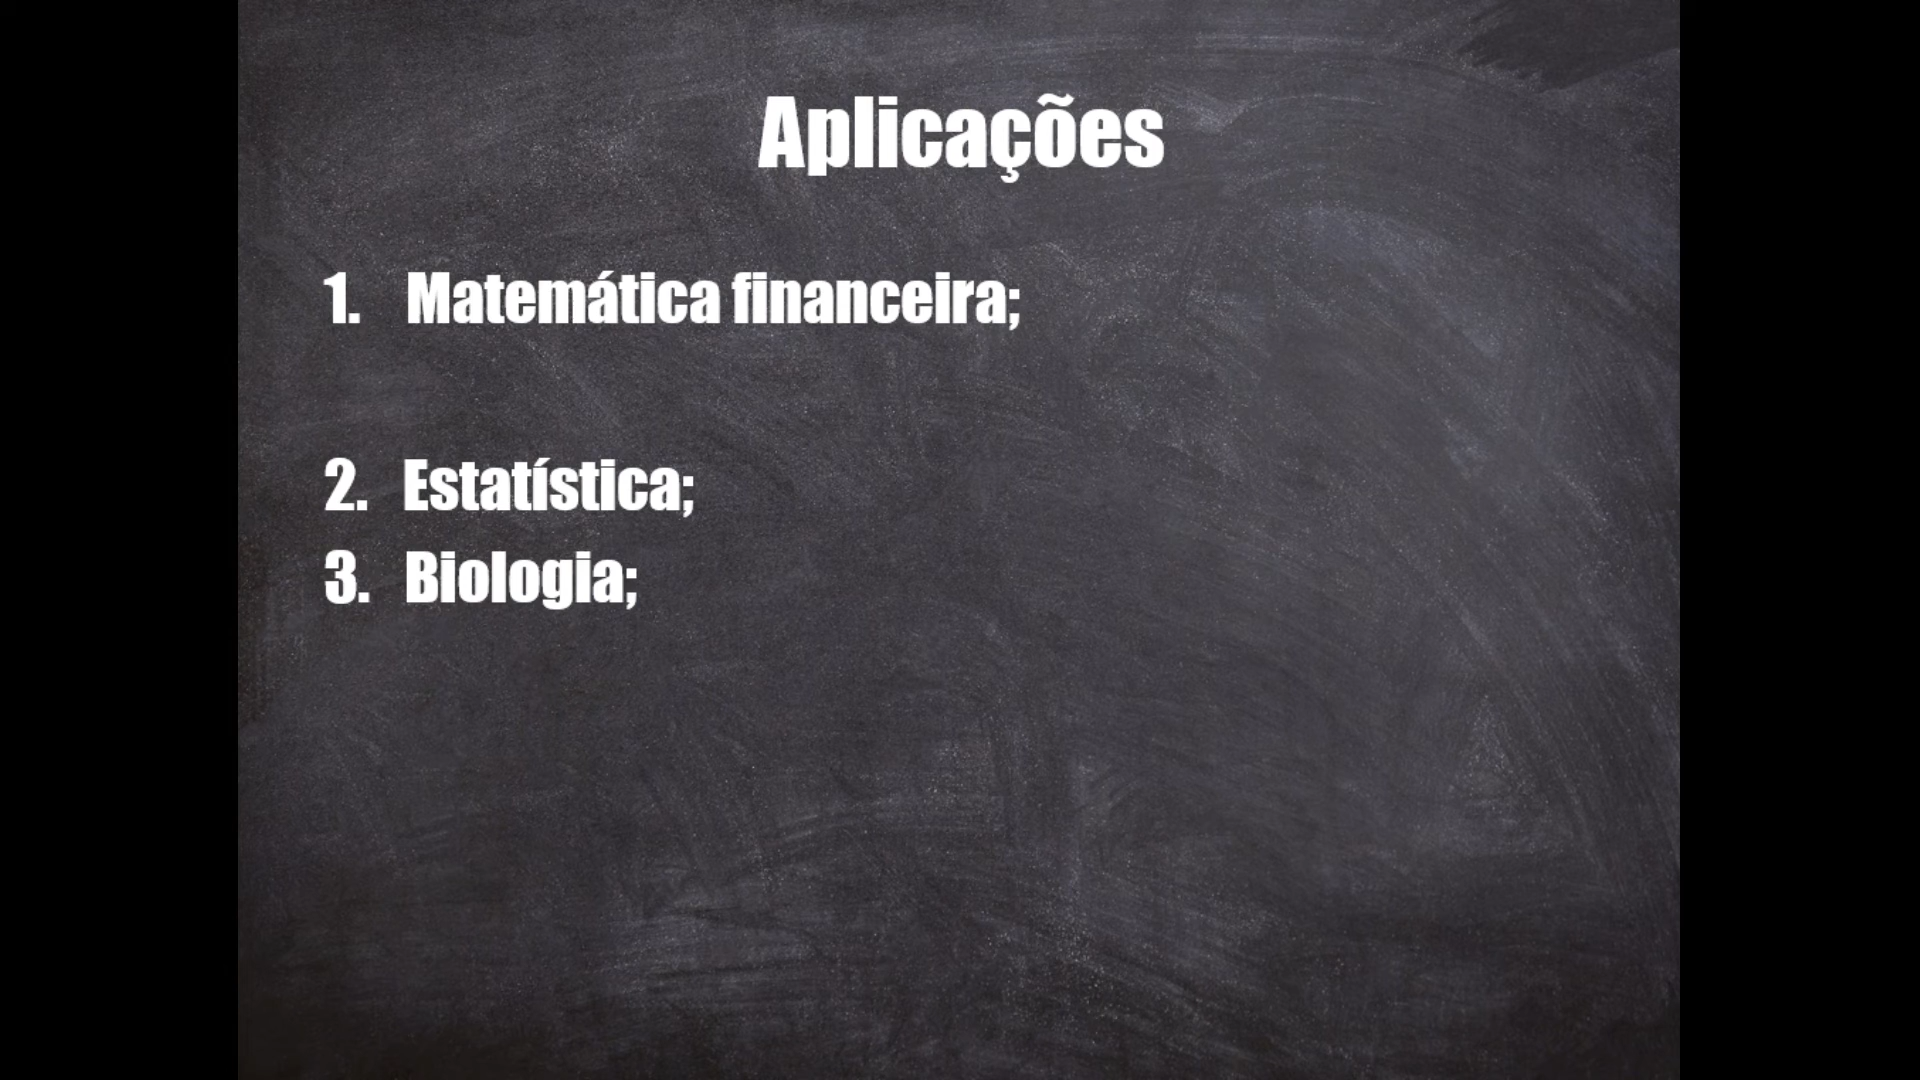 Aplicações
1. Matemática financeira;
2. Estatística;
3. Biologia;